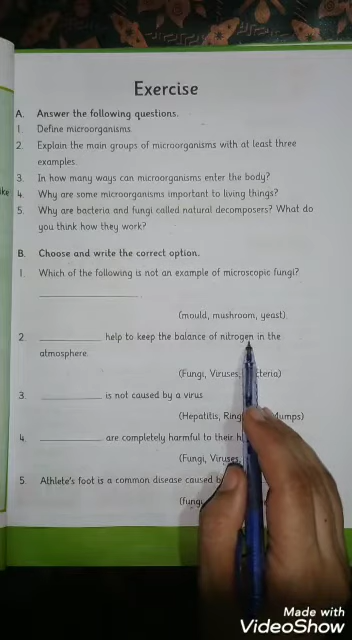 Exercise
A. Answer the following questions.
1. Define microorganisms
2. Explain the main groups of microorganisms with at least three
examples.
3. In how many ways can microorganisms enter the body?
ike
4. Why are some microorganisms important to living things?
5. Why are bacteria and fungi called natural decomposers? What do
you think how they work?
B. Choose and write the correct option.
1. Which of the following is not an example of microscopic fungi?
(mould, mushroom, yeast)
2. help to keep the balance of nitrogen in the
atmosphere.
(Fungi, Viruses,
3. is not caused by a virus
(Hepatitis,
4. are completely harmful to their
(Fungi, Viruses,
5. Athlete's foot is a common disease caused
Made with
VideoShow